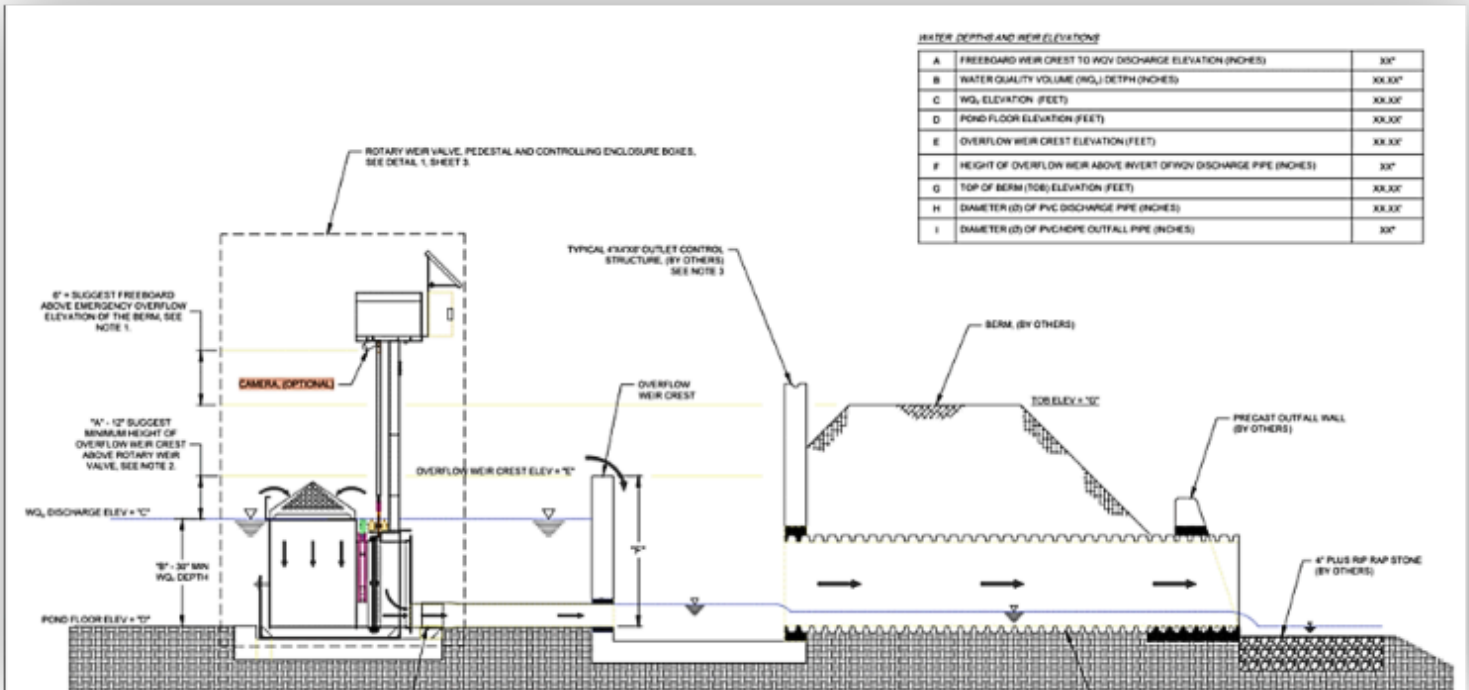 WATER DEPTHS AND WEIR ELEVATIONS
A FREEBOARD WEIR CREST TO WQV DISCHARGE ELEVATION (INCHES) XX"
B WATER QUALITY VOLUME (WQᵥ) DETPH (INCHES) XX.XX"
C WQᵥ ELEVATION (FEET) XX.XX'
D POND FLOOR ELEVATION (FEET) XX.XX'
E OVERFLOW WEIR CREST ELEVATION (FEET) XX.XX'
F HEIGHT OF OVERFLOW WEIR ABOVE INVERT OF WQV DISCHARGE PIPE (INCHES) XX"
G TOP OF BERM (TOB) ELEVATION (FEET) XX.XX'
H DIAMETER (Ø) OF PVC DISCHARGE PIPE (INCHES) XX.XX'
I DIAMETER (Ø) OF PVC/HDPE OUTFALL PIPE (INCHES) XX"
ROTARY WEIR VALVE, PEDESTAL AND CONTROLLING ENCLOSURE BOXES,
SEE DETAIL 1, SHEET 3.
TYPICAL 4'X4'X6' OUTLET CONTROL
STRUCTURE, (BY OTHERS)
SEE NOTE 3
6" + SUGGEST FREEBOARD
ABOVE EMERGENCY OVERFLOW
ELEVATION OF THE BERM, SEE
NOTE 1.
CAMERA, (OPTIONAL)
OVERFLOW
WEIR CREST
BERM, (BY OTHERS)
TOB ELEV = "G"
PRECAST OUTFALL WALL
(BY OTHERS)
"A" - 12" SUGGEST
MINIMUM HEIGHT OF
OVERFLOW WEIR CREST
ABOVE ROTARY WEIR
VALVE, SEE NOTE 2.
OVERFLOW WEIR CREST ELEV = "E"
WQᵥ DISCHARGE ELEV = "C"
"F"
"B" - 30" MIN
WQᵥ DEPTH
4" PLUS RIP RAP STONE
(BY OTHERS)
POND FLOOR ELEV = "D"